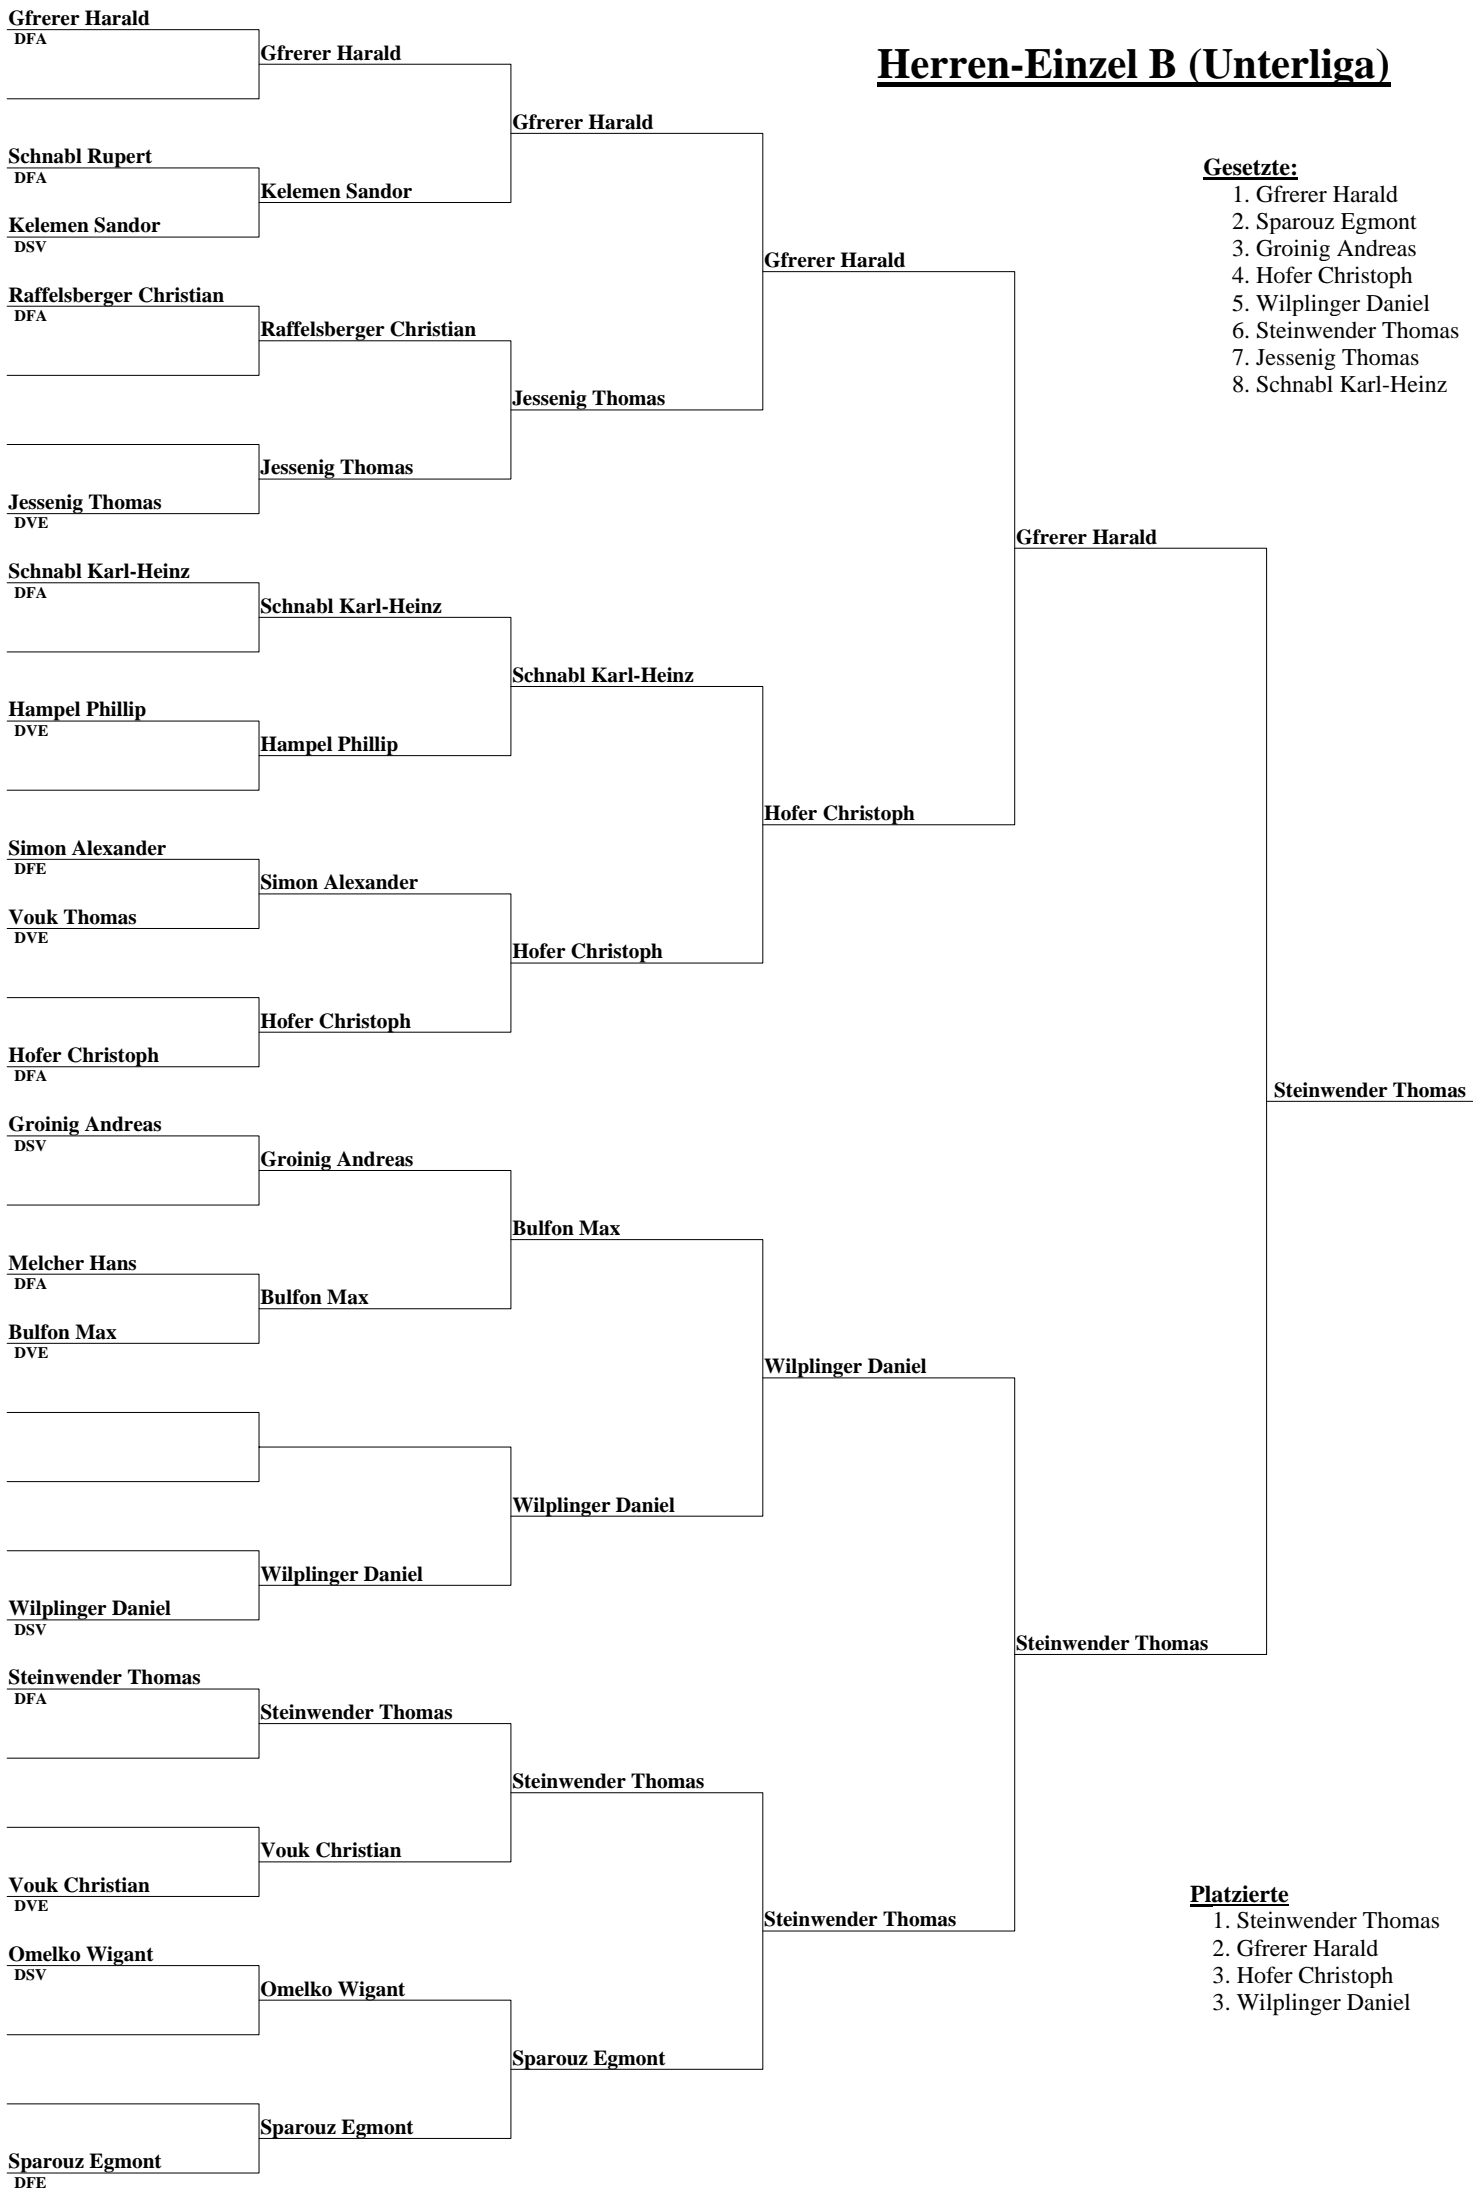 Herren-Einzel B (Unterliga)
Gesetzte:
1. Gfrerer Harald
2. Sparouz Egmont
3. Groinig Andreas
4. Hofer Christoph
5. Wilplinger Daniel
6. Steinwender Thomas
7. Jessenig Thomas
8. Schnabl Karl-Heinz
Gfrerer Harald
DFA
Schnabl Rupert
DFA
Kelemen Sandor
DSV
Raffelsberger Christian
DFA
Jessenig Thomas
DVE
Schnabl Karl-Heinz
DFA
Hampel Phillip
DVE
Simon Alexander
DFE
Vouk Thomas
DVE
Hofer Christoph
DFA
Groinig Andreas
DSV
Melcher Hans
DFA
Bulfon Max
DVE
Wilplinger Daniel
DSV
Steinwender Thomas
DFA
Vouk Christian
DVE
Omelko Wigant
DSV
Sparouz Egmont
DFE
Gfrerer Harald
Kelemen Sandor
Raffelsberger Christian
Jessenig Thomas
Schnabl Karl-Heinz
Hampel Phillip
Simon Alexander
Hofer Christoph
Groinig Andreas
Bulfon Max
Wilplinger Daniel
Steinwender Thomas
Vouk Christian
Omelko Wigant
Sparouz Egmont
Gfrerer Harald
Jessenig Thomas
Schnabl Karl-Heinz
Hofer Christoph
Bulfon Max
Wilplinger Daniel
Steinwender Thomas
Sparouz Egmont
Gfrerer Harald
Hofer Christoph
Wilplinger Daniel
Steinwender Thomas
Gfrerer Harald
Steinwender Thomas
Steinwender Thomas
Platzierte
1. Steinwender Thomas
2. Gfrerer Harald
3. Hofer Christoph
3. Wilplinger Daniel